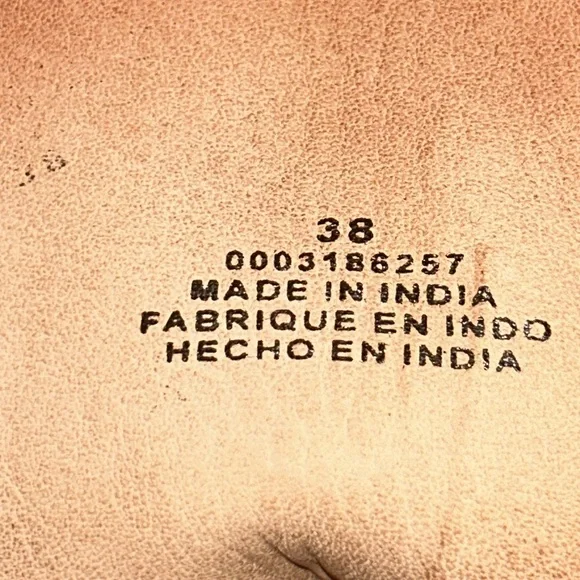 38
0003186257
MADE IN INDIA
FABRIQUE EN INDO
HECHO EN INDIA